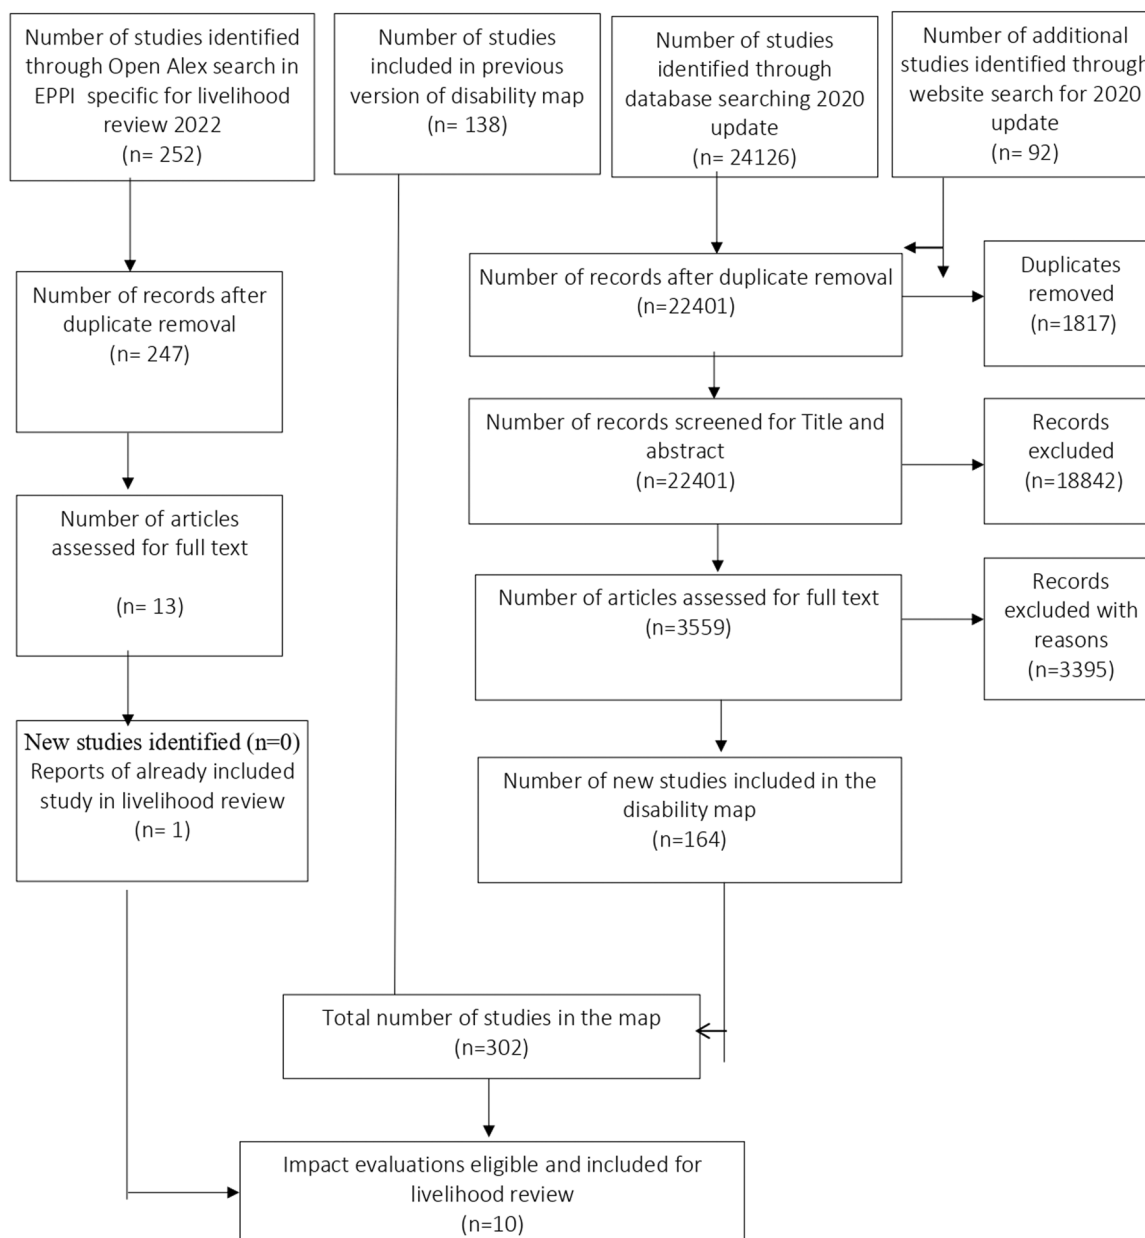 Number of studies identified
through Open Alex search in
EPPI specific for livelihood
review 2022
(n= 252)
Number of studies
included in previous
version of disability map
(n= 138)
Number of studies
identified through
database searching 2020
update
(n= 24126)
Number of additional
studies identified through
website search for 2020
update
(n= 92)
Number of records after
duplicate removal
(n= 247)
Number of records after duplicate removal
(n=22401)
Duplicates
removed
(n=1817)
Number of records screened for Title and
abstract
(n=22401)
Records
excluded
(n=18842)
Number of articles
assessed for full text
(n= 13)
Number of articles assessed for full text
(n=3559)
Records
excluded with
reasons
(n=3395)
New studies identified (n=0)
Reports of already included
study in livelihood review
(n= 1)
Number of new studies included in the
disability map
(n=164)
Total number of studies in the map
(n=302)
Impact evaluations eligible and included for
livelihood review
(n=10)